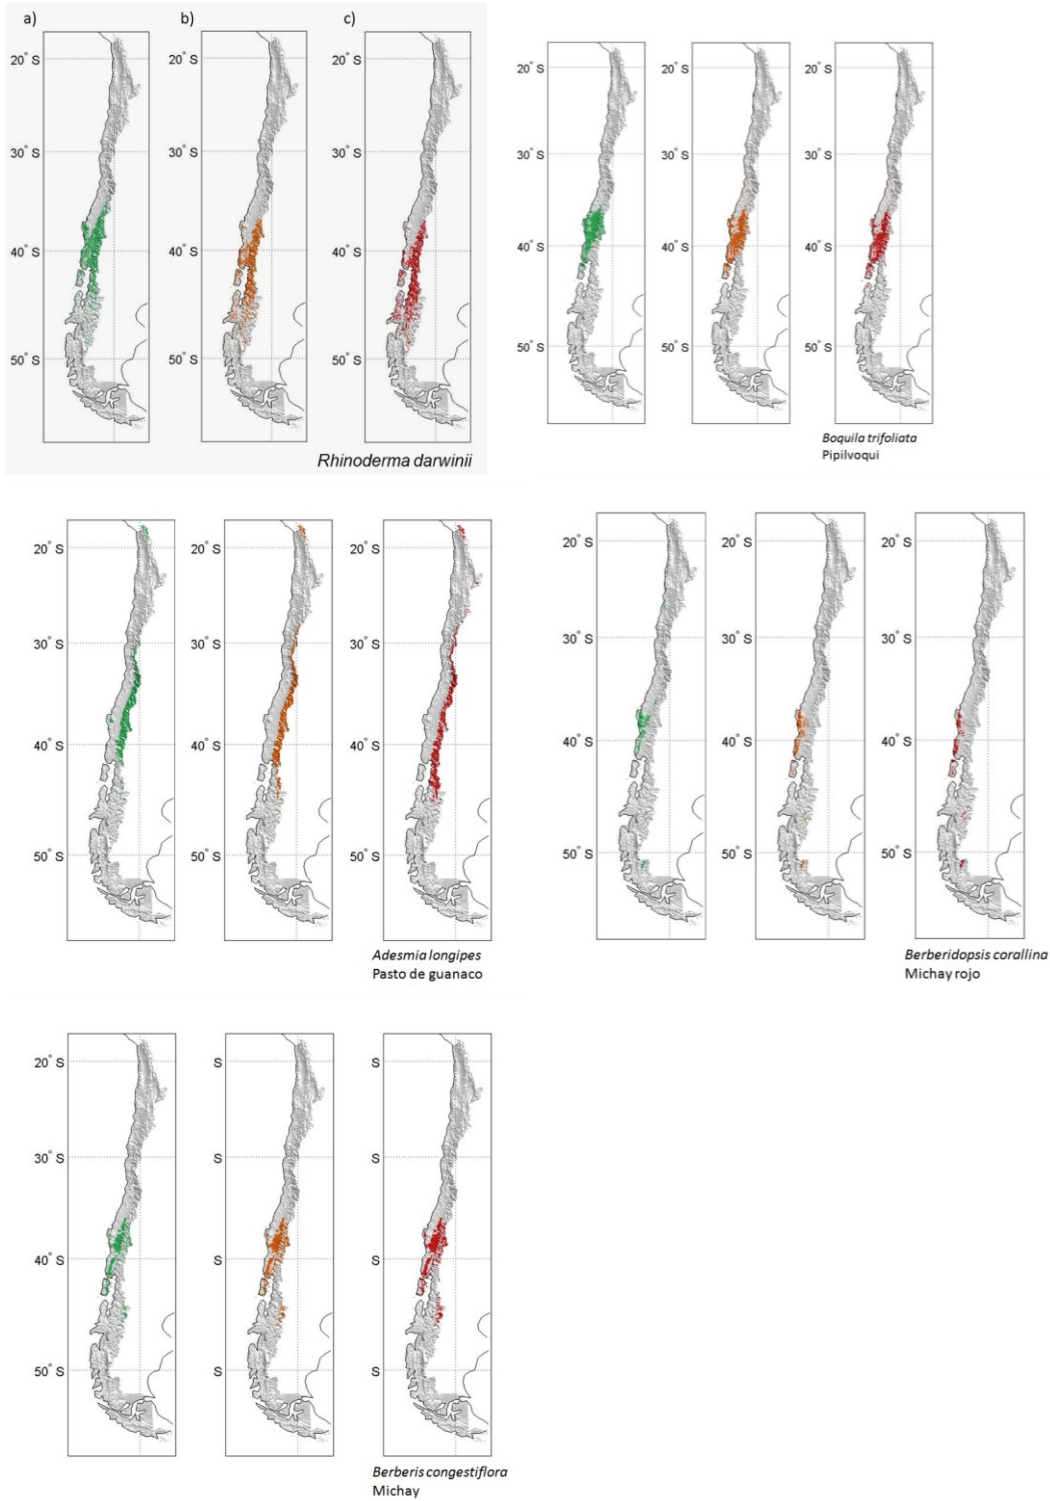 a) b) c)
20° S 20° S 20° S
30° S 30° S 30° S
40° S 40° S 40° S
50° S 50° S 50° S
Rhinoderma darwinii
20° S 20° S 20° S
30° S 30° S 30° S
40° S 40° S 40° S
50° S 50° S 50° S
Boquila trifoliata
Pipilvoqui
20° S 20° S 20° S
30° S 30° S 30° S
40° S 40° S 40° S
50° S 50° S 50° S
Adesmia longipes
Pasto de guanaco
20° S 20° S 20° S
30° S 30° S 30° S
40° S 40° S 40° S
50° S 50° S 50° S
Berberidopsis corallina
Michay rojo
20° S S S
30° S S S
40° S S S
50° S S S
Berberis congestiflora
Michay